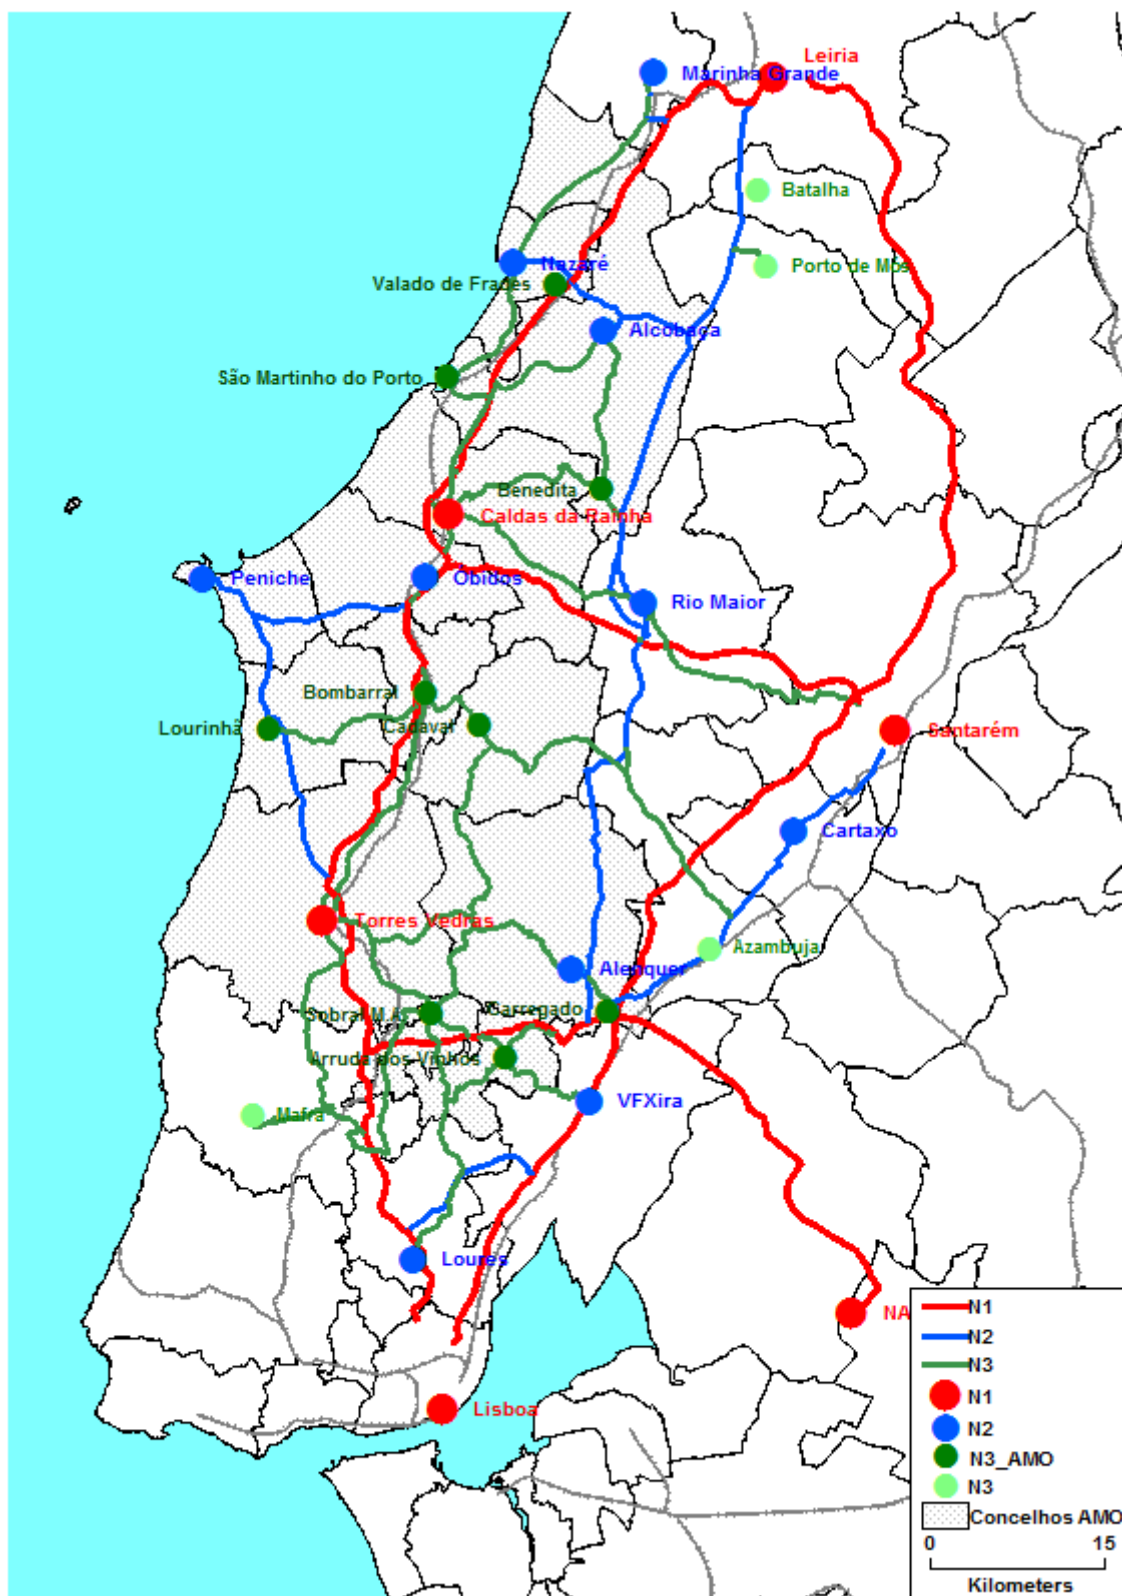 Leiria
Marinha Grande
Batalha
Porto de Mós
Nazaré
Valado de Frades
Alcobaça
São Martinho do Porto
Benedita
Caldas da Rainha
Peniche
Óbidos
Rio Maior
Bombarral
Cadaval
Lourinhã
Santarém
Cartaxo
Torres Vedras
Azambuja
Alenquer
Carregado
Sobral M.A.
Arruda dos Vinhos
VFXira
Mafra
Loures
NA
Lisboa
N1
N2
N3
N1
N2
N3_AMO
N3
Concelhos AMO
0 15
Kilometers